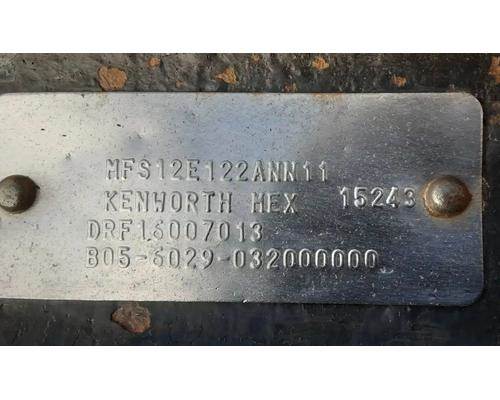 MFS12E122ANN11
KENWORTH MEX 15243
DRF16007013
B05-6029-032000000